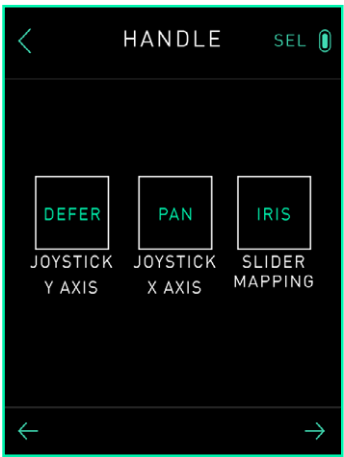 HANDLE
SEL
DEFER
PAN
IRIS
JOYSTICK
Y AXIS
JOYSTICK
X AXIS
SLIDER
MAPPING